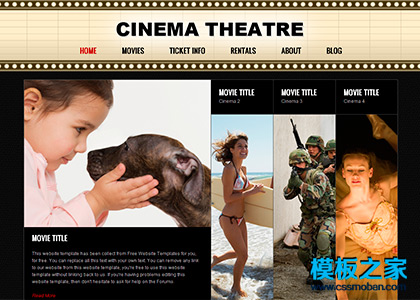 CINEMA THEATRE
HOME MOVIES TICKET INFO RENTALS ABOUT BLOG
MOVIE TITLE
Cinema 2
MOVIE TITLE
Cinema 3
MOVIE TITLE
Cinema 4
MOVIE TITLE
This website template has been collected from Free Website Templates for you,
for free. You can replace all this text with your own text. You can remove any link
to our website from this website template, you're free to use this website
template without linking back to us. If you're having problems editing this
website template, then don't hesitate to ask for help on the Forums.
Read More
模板之家
www.cssmoban.com